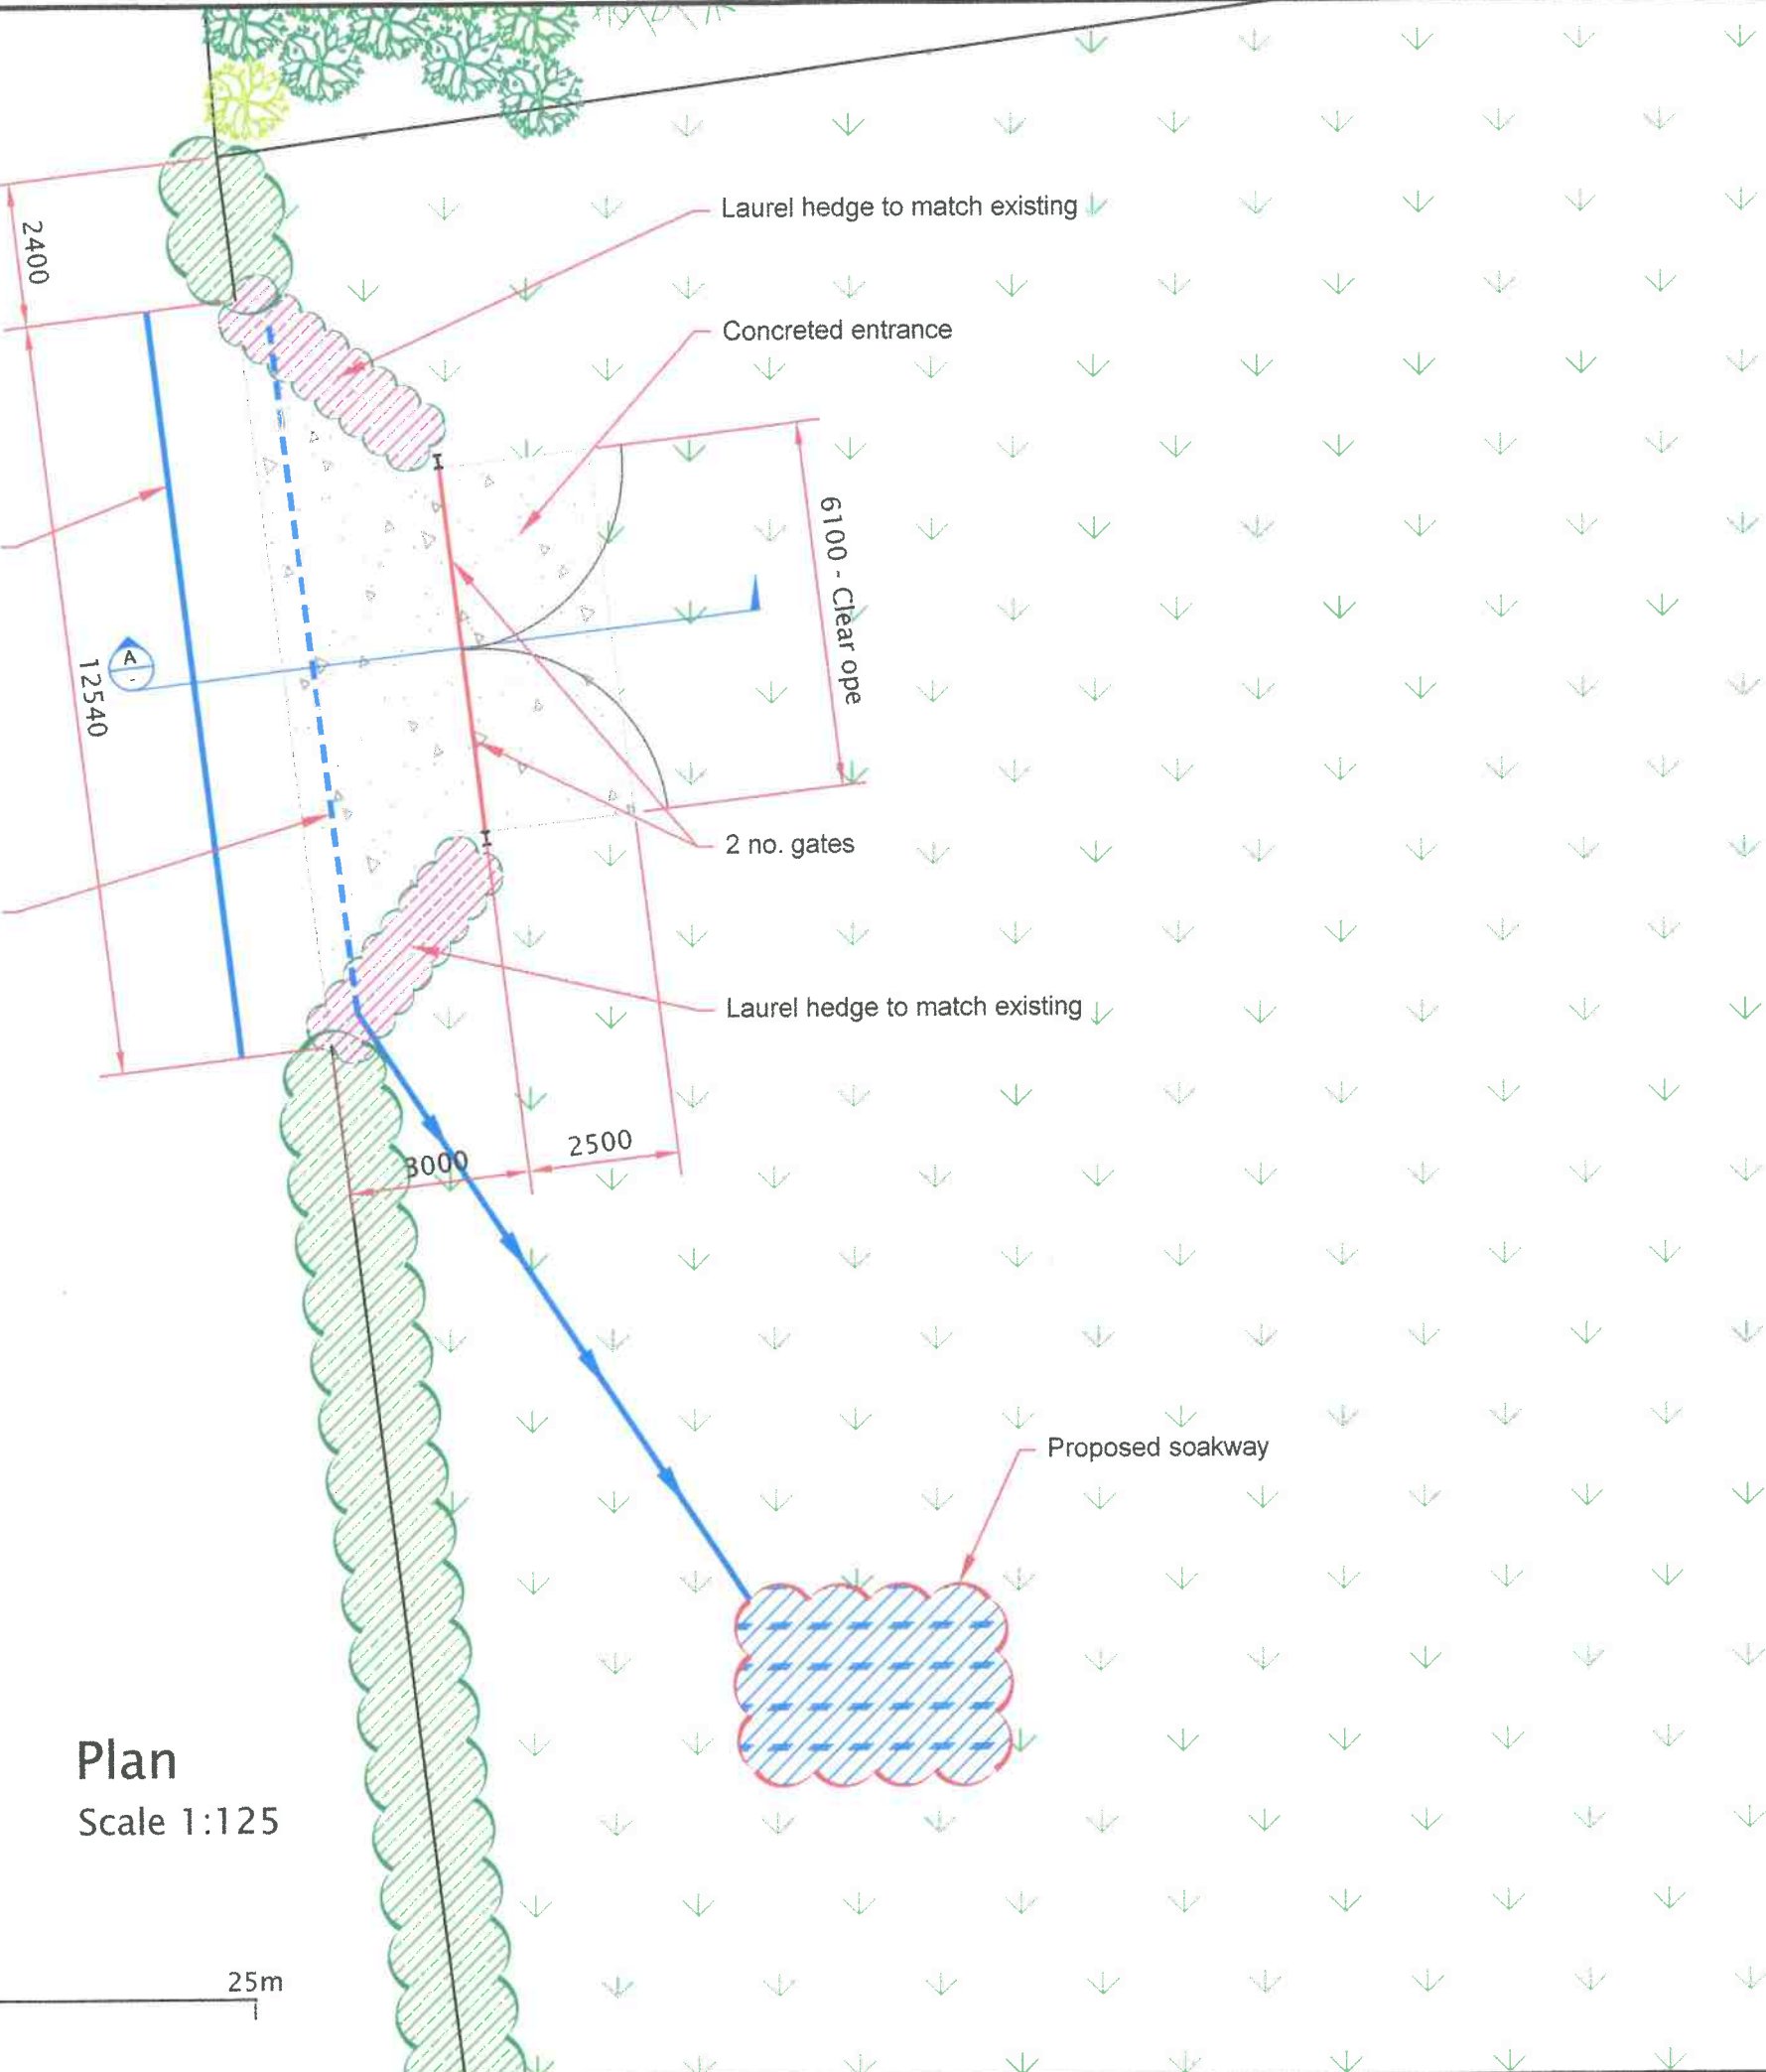 Laurel hedge to match existing
2400
Concreted entrance
6100 - Clear ope
A
12540
2 no. gates
Laurel hedge to match existing
3000
2500
Proposed soakway
Plan
Scale 1:125
25m